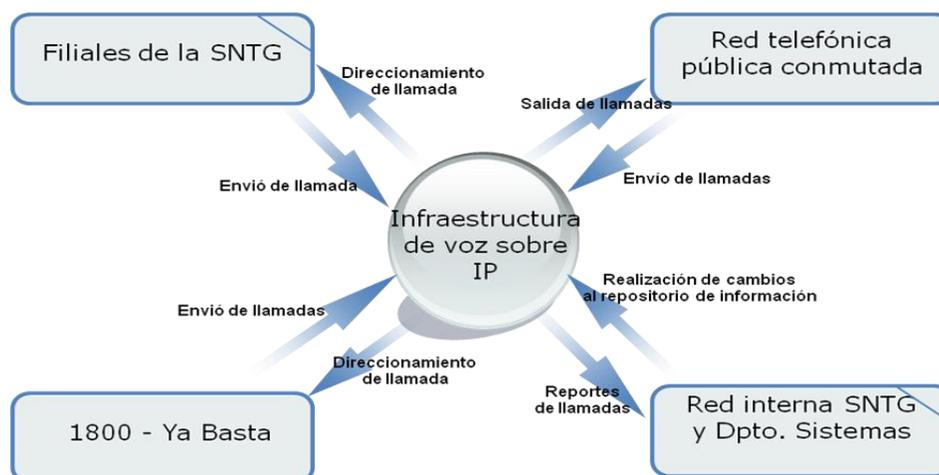 Filiales de la SNTG
Red telefónica
pública conmutada
Direccionamiento
de llamada
Salida de llamadas
Envió de llamada
Envío de llamadas
Infraestructura
de voz sobre
IP
Envió de llamadas
Realización de cambios
al repositorio de información
Direccionamiento
de llamada
Reportes
de llamadas
1800 - Ya Basta
Red interna SNTG
y Dpto. Sistemas